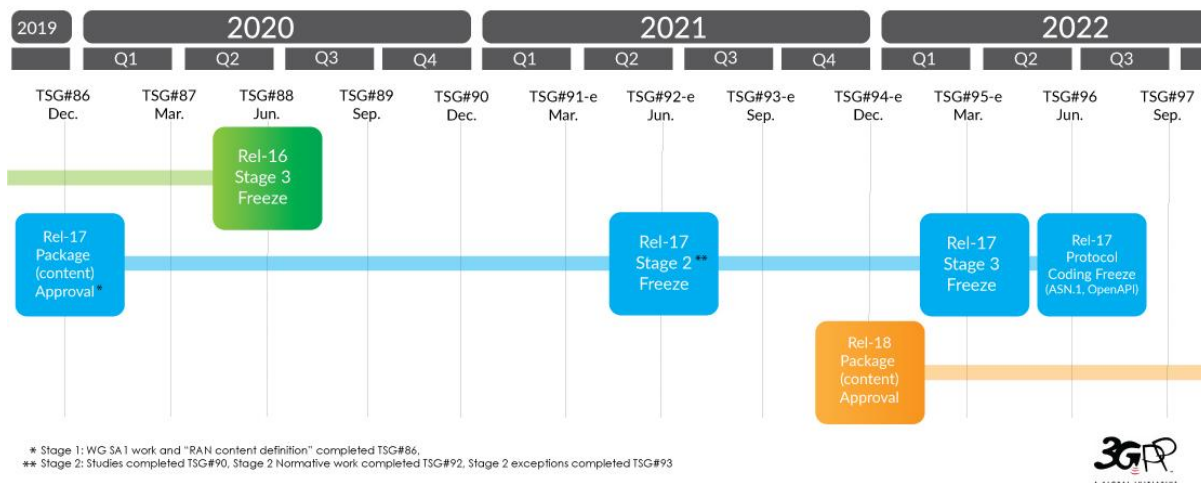 2019 2020 2021 2022
Q1 Q2 Q3 Q4 Q1 Q2 Q3 Q4 Q1 Q2 Q3
TSG#86 TSG#87 TSG#88 TSG#89 TSG#90 TSG#91-e TSG#92-e TSG#93-e TSG#94-e TSG#95-e TSG#96 TSG#97
Dec. Mar. Jun. Sep. Dec. Mar. Jun. Sep. Dec. Mar. Jun. Sep.
Rel-16
Stage 3
Freeze
Rel-17
Package
(content)
Approval*
Rel-17
Stage 2**
Freeze
Rel-17
Stage 3
Freeze
Rel-17
Protocol
Coding Freeze
(ASN.1, OpenAPI)
Rel-18
Package
(content)
Approval
* Stage 1: WG SA1 work and "RAN content definition" completed TSG#86,
** Stage 2: Studies completed TSG#90, Stage 2 Normative work completed TSG#92, Stage 2 exceptions completed TSG#93
3GPP